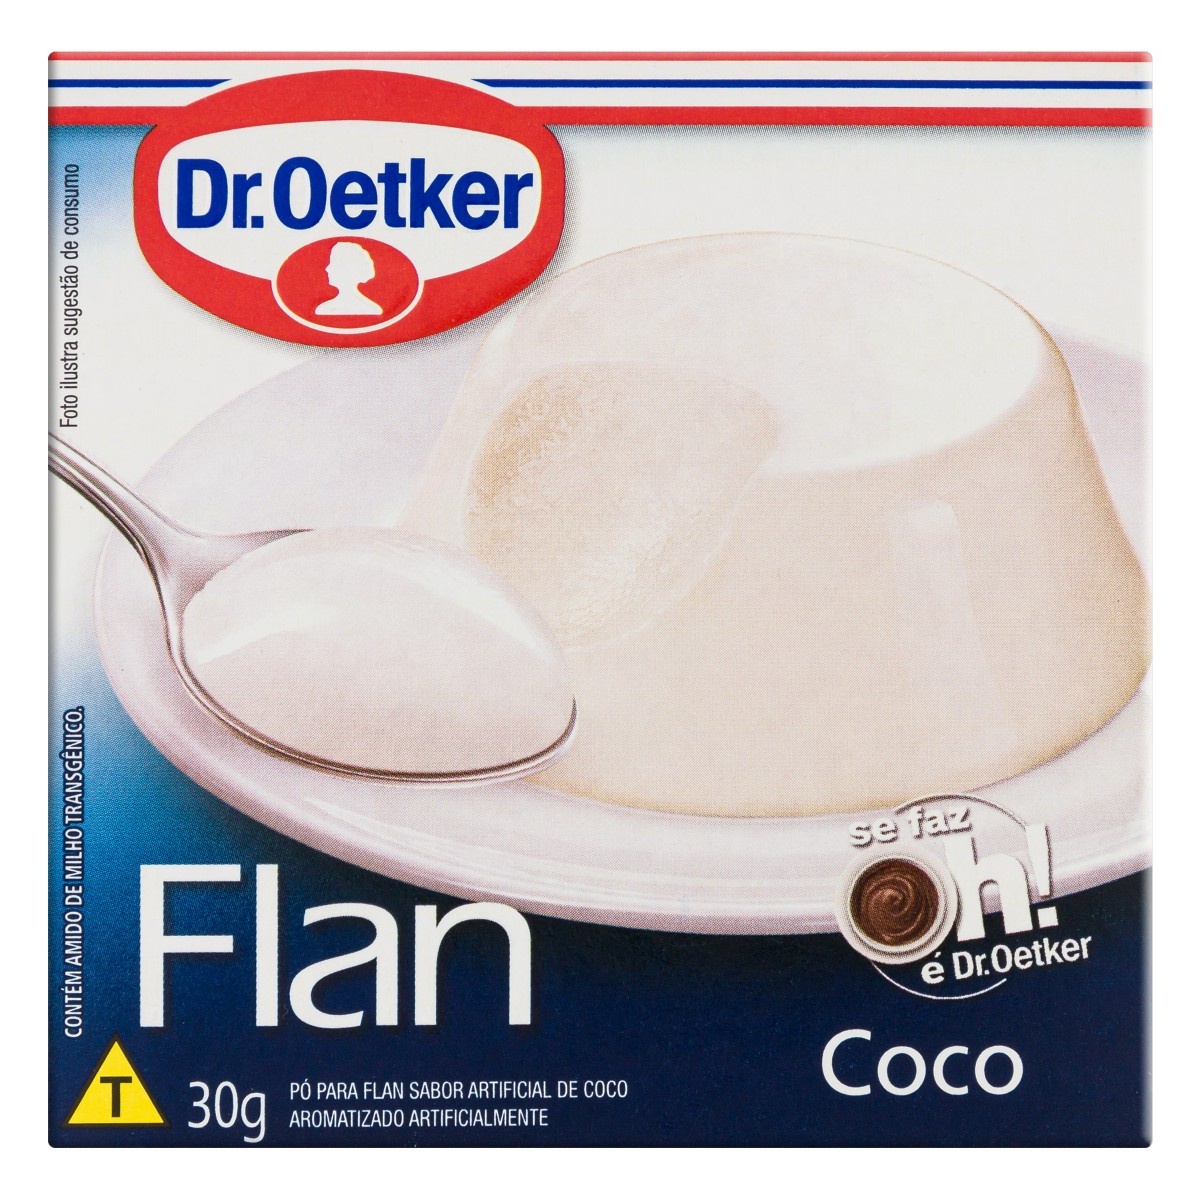 Dr.Oetker
Foto ilustra sugestão de consumo
CONTÉM AMIDO DE MILHO TRANSGÊNICO.
se faz
Oh!
é Dr.Oetker
Flan
Coco
T
30g
PÓ PARA FLAN SABOR ARTIFICIAL DE COCO
AROMATIZADO ARTIFICIALMENTE